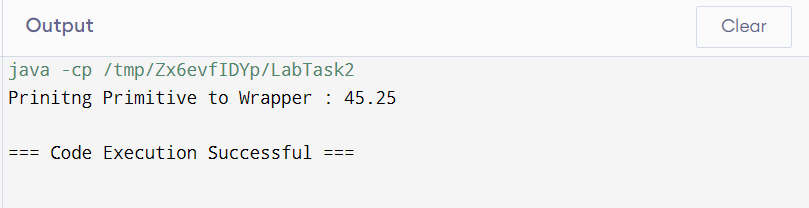 Output
Clear
java -cp /tmp/Zx6evfIDYp/LabTask2
Prinitng Primitive to Wrapper : 45.25
=== Code Execution Successful ===